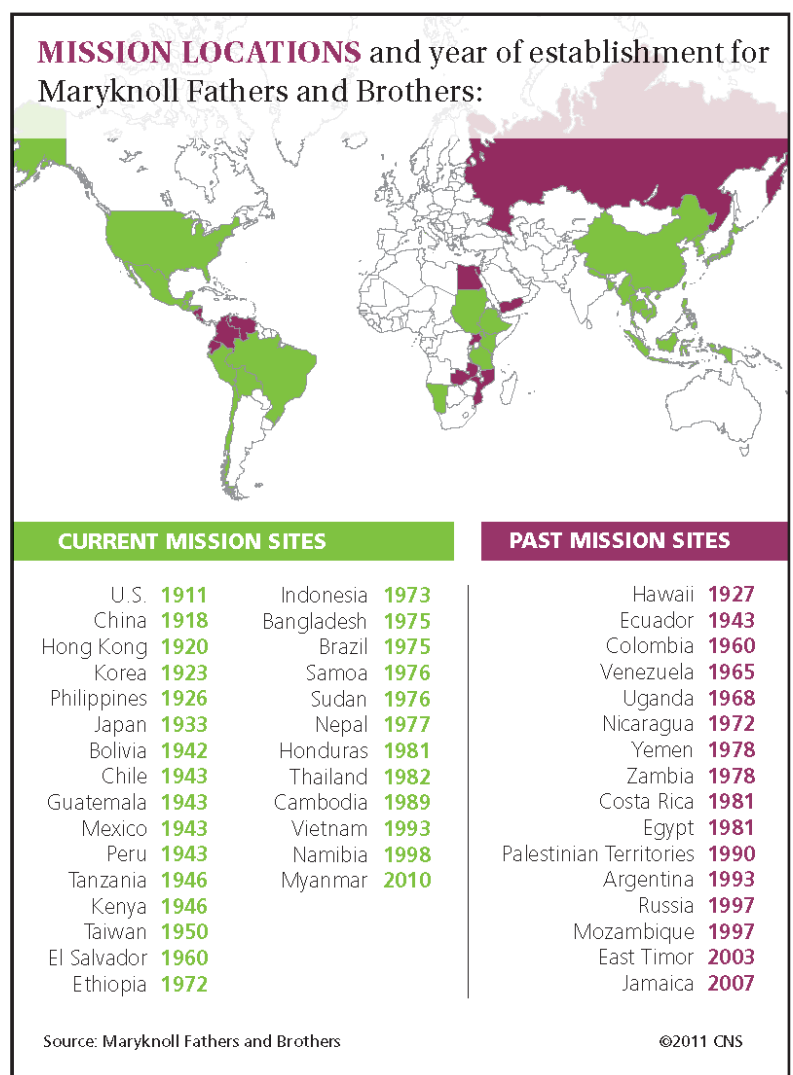 MISSION LOCATIONS and year of establishment for
Maryknoll Fathers and Brothers:
CURRENT MISSION SITES
U.S. 1911
China 1918
Hong Kong 1920
Korea 1923
Philippines 1926
Japan 1933
Bolivia 1942
Chile 1943
Guatemala 1943
Mexico 1943
Peru 1943
Tanzania 1946
Kenya 1946
Taiwan 1950
El Salvador 1960
Ethiopia 1972
Indonesia 1973
Bangladesh 1975
Brazil 1975
Samoa 1976
Sudan 1976
Nepal 1977
Honduras 1981
Thailand 1982
Cambodia 1989
Vietnam 1993
Namibia 1998
Myanmar 2010
PAST MISSION SITES
Hawaii 1927
Ecuador 1943
Colombia 1960
Venezuela 1965
Uganda 1968
Nicaragua 1972
Yemen 1978
Zambia 1978
Costa Rica 1981
Egypt 1981
Palestinian Territories 1990
Argentina 1993
Russia 1997
Mozambique 1997
East Timor 2003
Jamaica 2007
Source: Maryknoll Fathers and Brothers
©2011 CNS